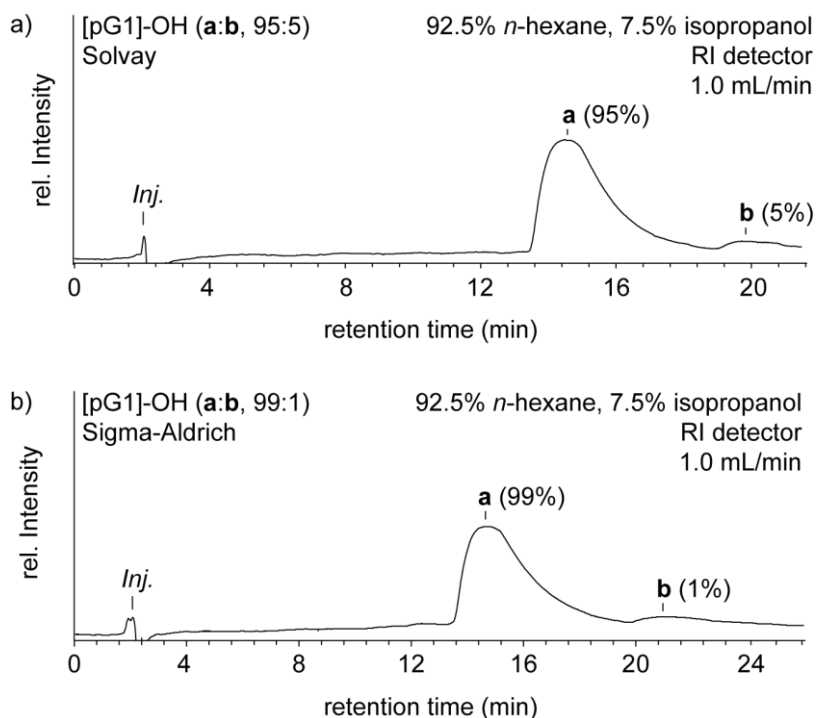 a)
[pG1]-OH (a:b, 95:5)
Solvay
92.5% n-hexane, 7.5% isopropanol
RI detector
1.0 mL/min
rel. Intensity
Inj.
a (95%)
b (5%)
0 4 8 12 16 20
retention time (min)
b)
[pG1]-OH (a:b, 99:1)
Sigma-Aldrich
92.5% n-hexane, 7.5% isopropanol
RI detector
1.0 mL/min
rel. Intensity
Inj.
a (99%)
b (1%)
0 4 8 12 16 20 24
retention time (min)